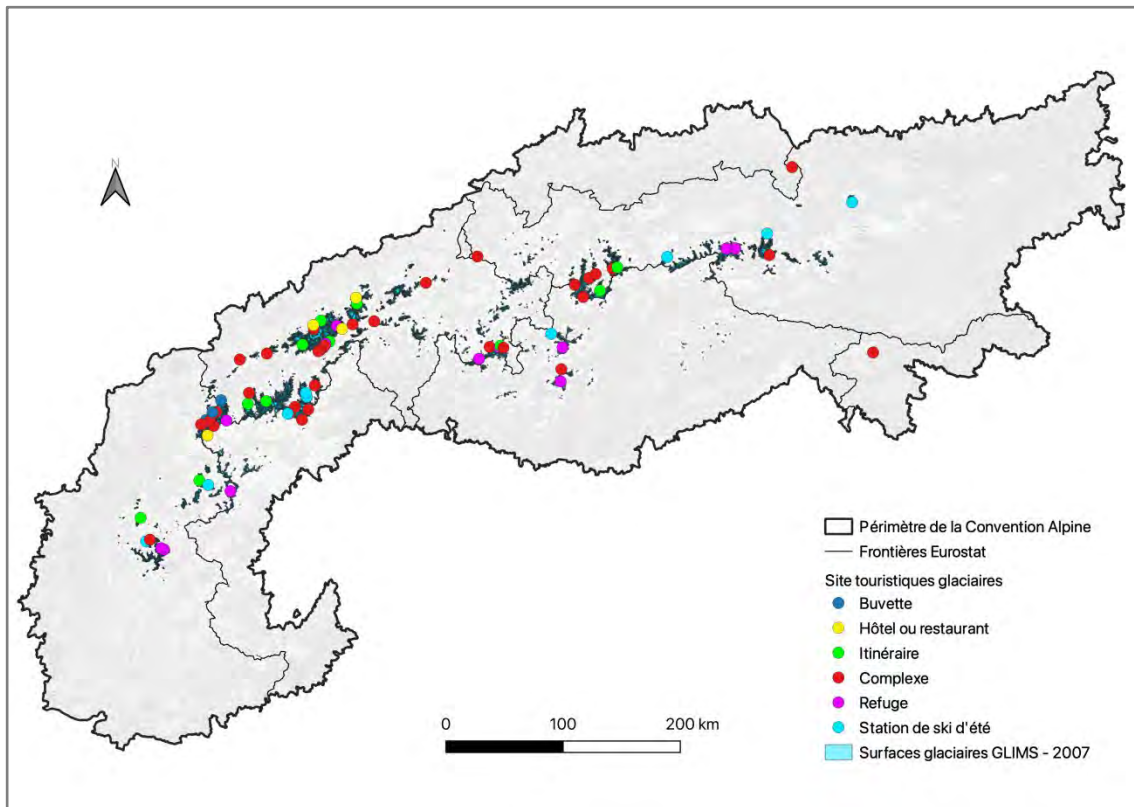 N
Périmètre de la Convention Alpine
Frontières Eurostat
Site touristiques glaciaires
Buvette
Hôtel ou restaurant
Itinéraire
Complexe
Refuge
Station de ski d'été
Surfaces glaciaires GLIMS - 2007
0 100 200 km